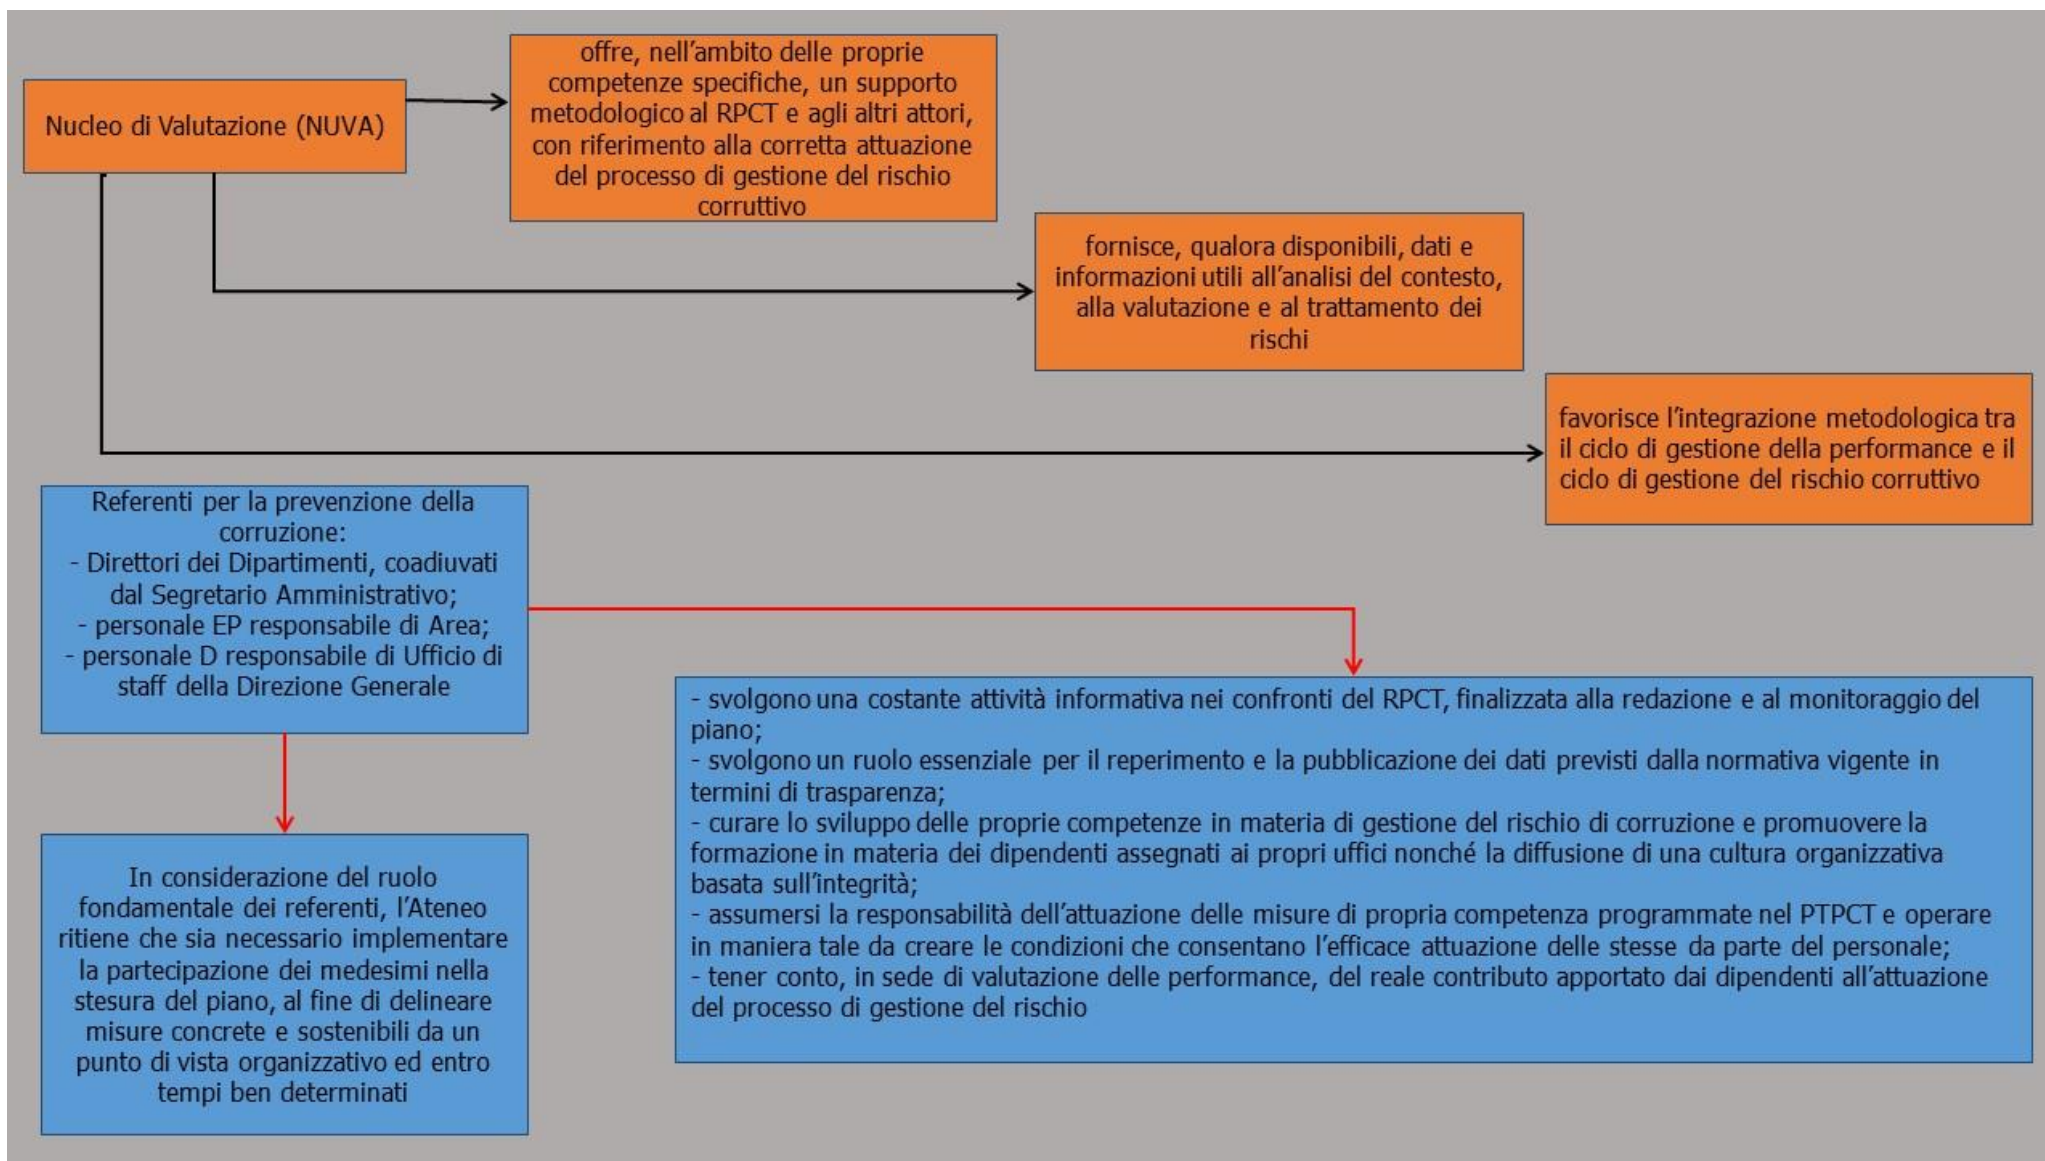 Nucleo di Valutazione (NUVA)
offre, nell’ambito delle proprie
competenze specifiche, un supporto
metodologico al RPCT e agli altri attori,
con riferimento alla corretta attuazione
del processo di gestione del rischio
corruttivo
fornisce, qualora disponibili, dati e
informazioni utili all’analisi del contesto,
alla valutazione e al trattamento dei
rischi
favorisce l’integrazione metodologica tra
il ciclo di gestione della performance e il
ciclo di gestione del rischio corruttivo
Referenti per la prevenzione della
corruzione:
- Direttori dei Dipartimenti, coadiuvati
dal Segretario Amministrativo;
- personale EP responsabile di Area;
- personale D responsabile di Ufficio di
staff della Direzione Generale
- svolgono una costante attività informativa nei confronti del RPCT, finalizzata alla redazione e al monitoraggio del
piano;
- svolgono un ruolo essenziale per il reperimento e la pubblicazione dei dati previsti dalla normativa vigente in
termini di trasparenza;
- curare lo sviluppo delle proprie competenze in materia di gestione del rischio di corruzione e promuovere la
formazione in materia dei dipendenti assegnati ai propri uffici nonché la diffusione di una cultura organizzativa
basata sull’integrità;
- assumersi la responsabilità dell’attuazione delle misure di propria competenza programmate nel PTPCT e operare
in maniera tale da creare le condizioni che consentano l’efficace attuazione delle stesse da parte del personale;
- tener conto, in sede di valutazione delle performance, del reale contributo apportato dai dipendenti all’attuazione
del processo di gestione del rischio
In considerazione del ruolo
fondamentale dei referenti, l’Ateneo
ritiene che sia necessario implementare
la partecipazione dei medesimi nella
stesura del piano, al fine di delineare
misure concrete e sostenibili da un
punto di vista organizzativo ed entro
tempi ben determinati